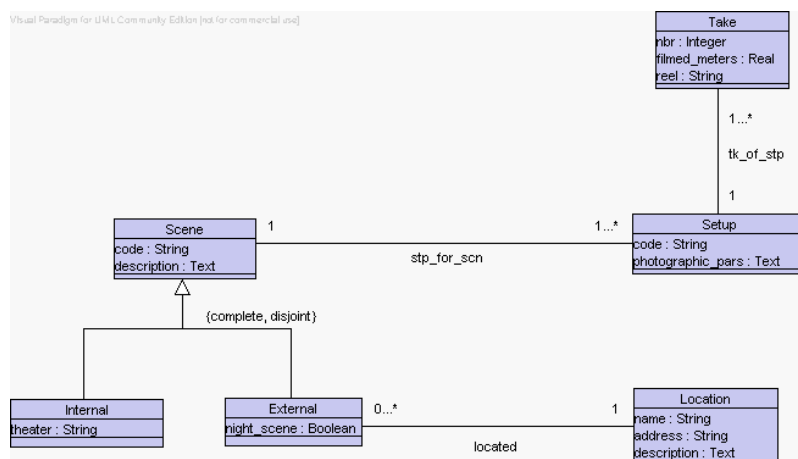 Visual Paradigm for UML Community Edition [not for commercial use]
Take
nbr : Integer
filmed_meters : Real
reel : String
1...*
tk_of_stp
1
Scene
code : String
description : Text
1
1...*
stp_for_scn
Setup
code : String
photographic_pars : Text
{complete, disjoint}
Internal
theater : String
External
night_scene : Boolean
0...*
1
located
Location
name : String
address : String
description : Text